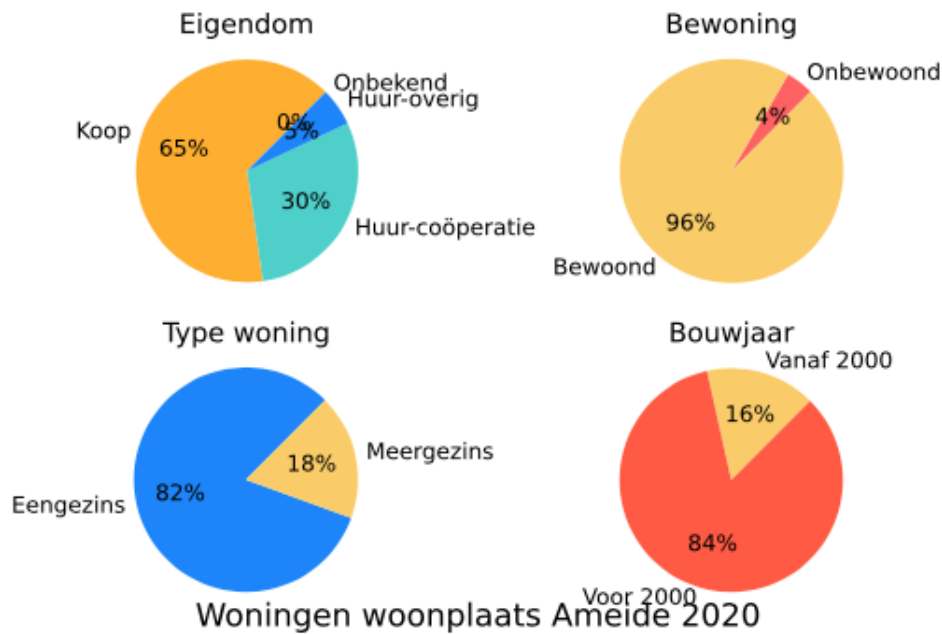 Eigendom
Onbekend
Huur-overig
Koop
0%
5%
65%
30%
Huur-coöperatie
Bewoning
Onbewoond
4%
96%
Bewoond
Type woning
Meergezins
18%
82%
Eengezins
Bouwjaar
Vanaf 2000
16%
84%
Voor 2000
Woningen woonplaats Ameide 2020